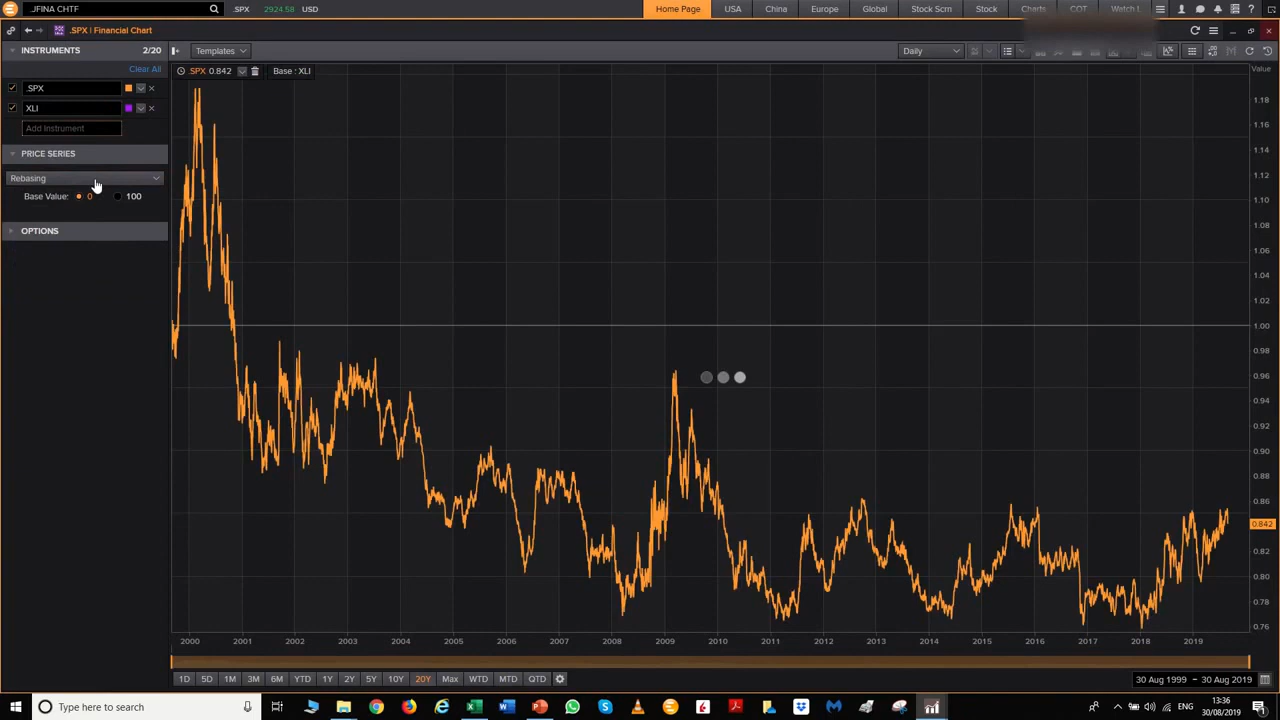 .JFINA CHTF .SPX 2924.58 USD Home Page USA China Europe Global Stock Scrn Stock Charts COT Watch L
.SPX | Financial Chart
INSTRUMENTS 2/20 Templates Daily
Clear All .SPX 0.842 Base : XLI Value
.SPX
XLI
Add Instrument
PRICE SERIES
Rebasing
Base Value: 0 100
OPTIONS
1.18
1.16
1.14
1.12
1.10
1.08
1.06
1.04
1.02
1.00
0.98
0.96
0.94
0.92
0.90
0.88
0.86
0.842
0.82
0.80
0.78
0.76
2000 2001 2002 2003 2004 2005 2006 2007 2008 2009 2010 2011 2012 2013 2014 2015 2016 2017 2018 2019
1D 5D 1M 3M 6M YTD 1Y 2Y 5Y 10Y 20Y Max WTD MTD QTD 30 Aug 1999 − 30 Aug 2019
Type here to search ENG 13:36
30/08/2019